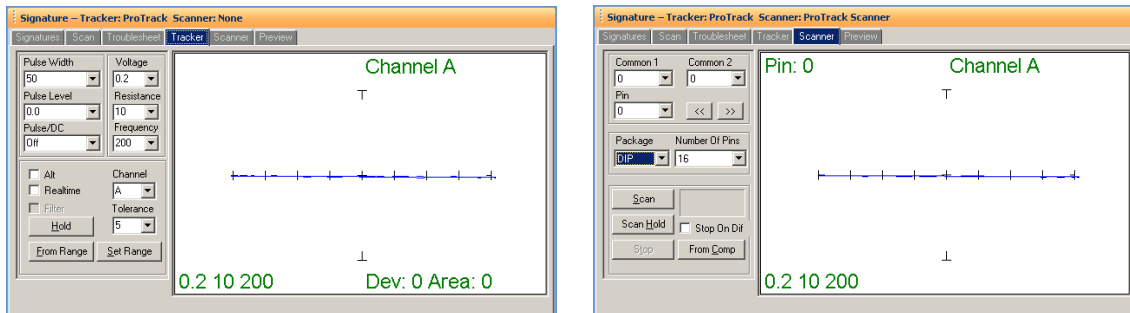 Signature – Tracker: ProTrack Scanner: None
Signatures Scan Troublesheet Tracker Scanner Preview
Pulse Width Voltage
50 0.2
Pulse Level Resistance
0.0 10
Pulse/DC Frequency
Off 200
Alt Channel
Realtime A
Filter Tolerance
Hold 5
From Range Set Range
Channel A
0.2 10 200 Dev: 0 Area: 0
Signature – Tracker: ProTrack Scanner: ProTrack Scanner
Signatures Scan Troublesheet Tracker Scanner Preview
Common 1 Common 2
0 0
Pin
0 << >>
Package Number Of Pins
DIP 16
Scan
Scan Hold Stop On Dif
Stop From Comp
Pin: 0 Channel A
0.2 10 200